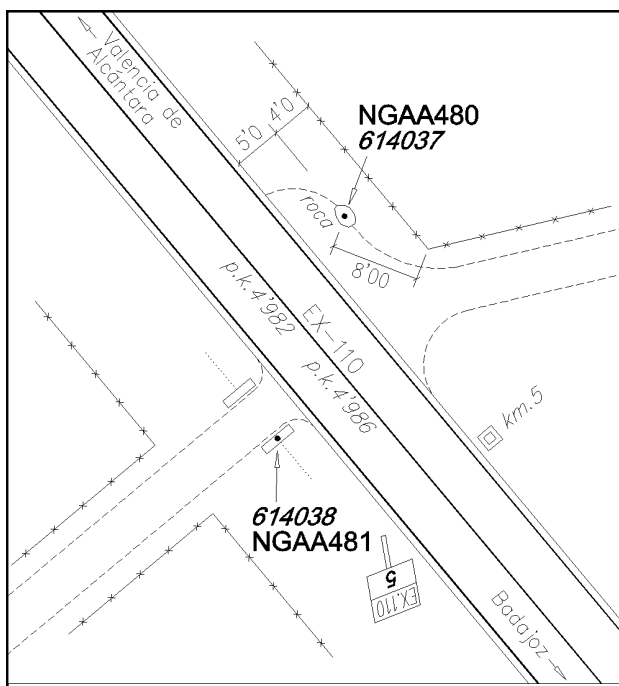 Valencia de
Alcántara
5'0
4'0
NGAA480
614037
roca
8'00
p.k.4'982
EX-110
p.k.4'986
km.5
614038
NGAA481
5
EX.110
Badajoz